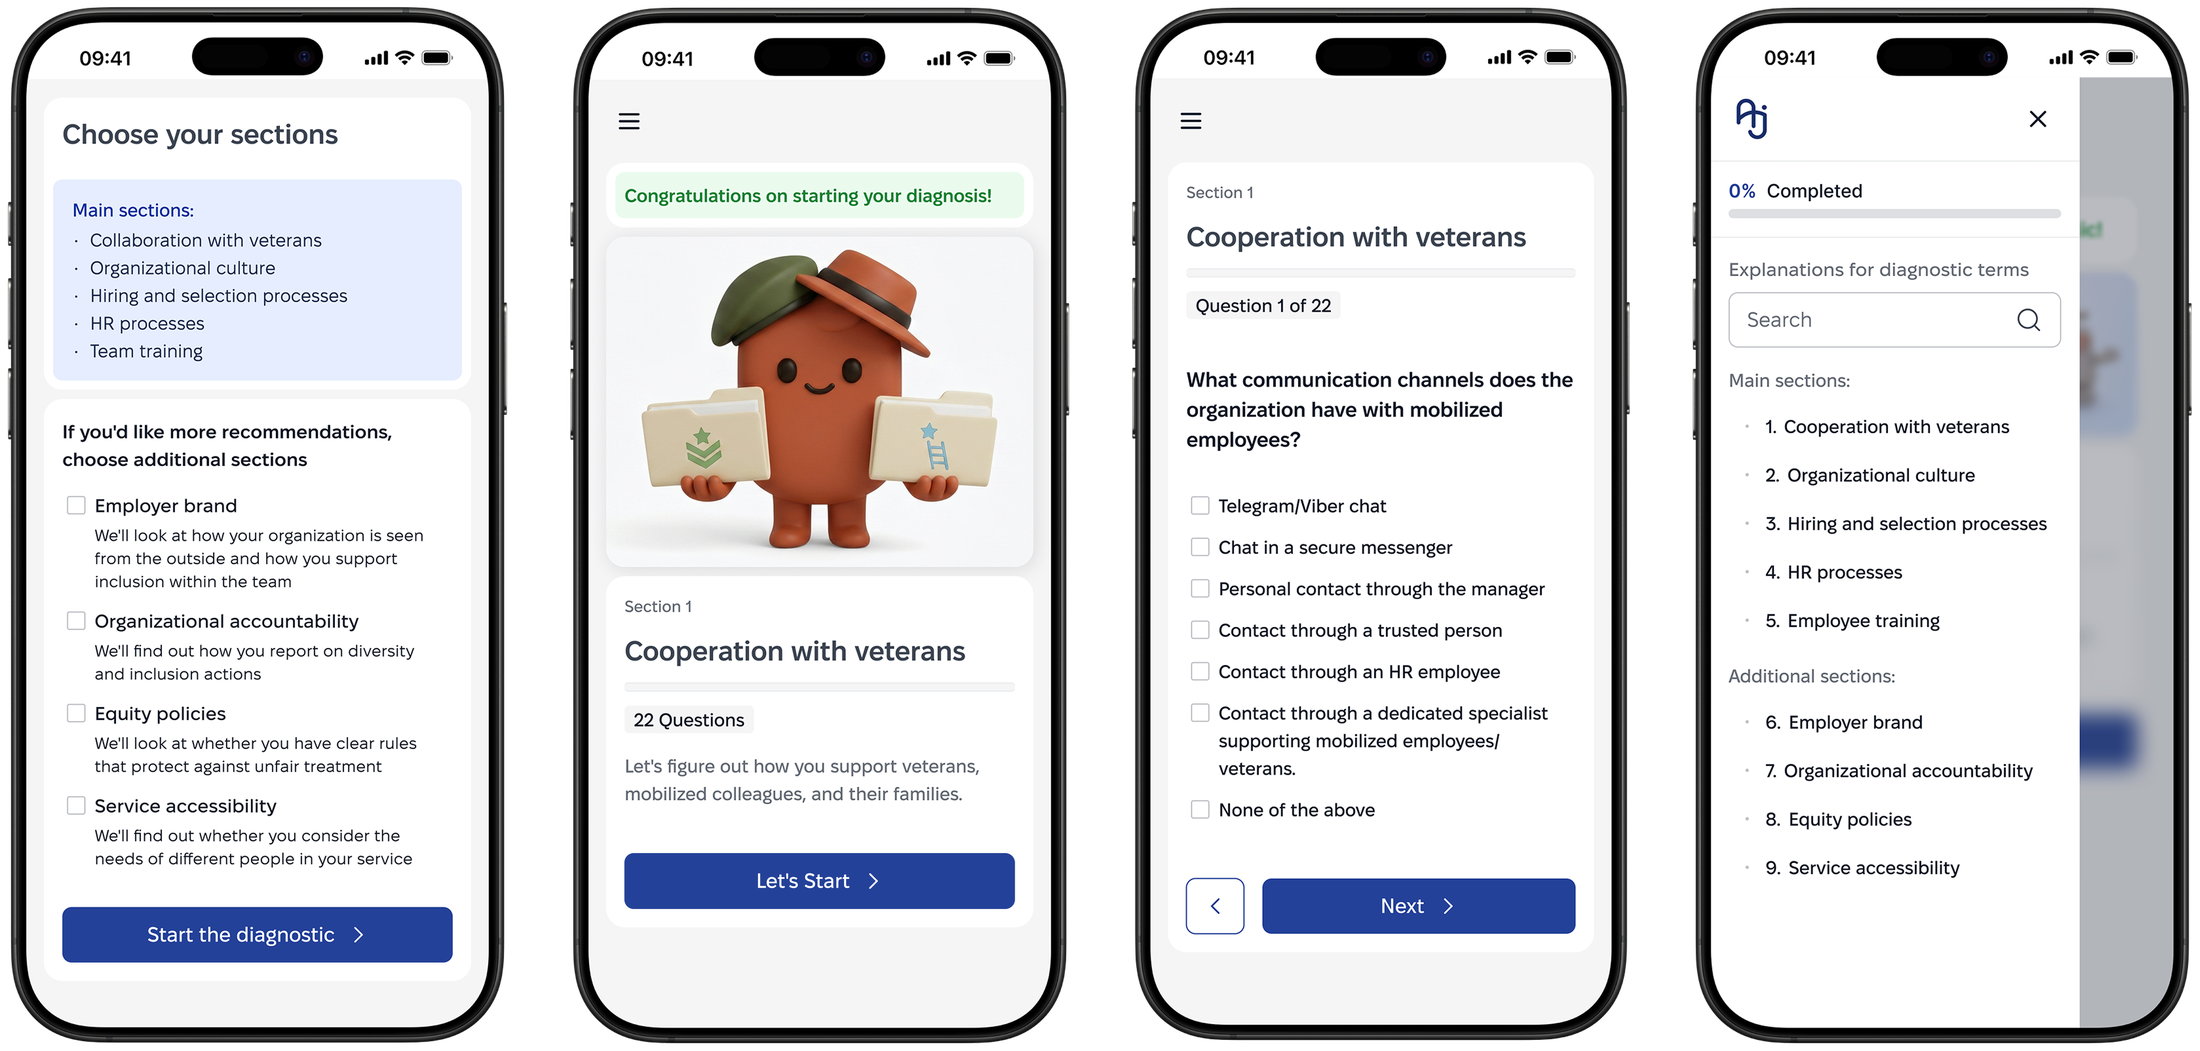 09:41
Choose your sections
Main sections:
· Collaboration with veterans
· Organizational culture
· Hiring and selection processes
· HR processes
· Team training
If you'd like more recommendations,
choose additional sections
Employer brand
We'll look at how your organization is seen
from the outside and how you support
inclusion within the team
Organizational accountability
We'll find out how you report on diversity
and inclusion actions
Equity policies
We'll look at whether you have clear rules
that protect against unfair treatment
Service accessibility
We'll find out whether you consider the
needs of different people in your service
Start the diagnostic
09:41
Congratulations on starting your diagnosis!
Section 1
Cooperation with veterans
22 Questions
Let's figure out how you support veterans,
mobilized colleagues, and their families.
Let's Start
09:41
Section 1
Cooperation with veterans
Question 1 of 22
What communication channels does the
organization have with mobilized
employees?
Telegram/Viber chat
Chat in a secure messenger
Personal contact through the manager
Contact through a trusted person
Contact through an HR employee
Contact through a dedicated specialist
supporting mobilized employees/
veterans.
None of the above
Next
09:41
0% Completed
Explanations for diagnostic terms
Search
Main sections:
· 1. Cooperation with veterans
· 2. Organizational culture
· 3. Hiring and selection processes
· 4. HR processes
· 5. Employee training
Additional sections:
· 6. Employer brand
· 7. Organizational accountability
· 8. Equity policies
· 9. Service accessibility